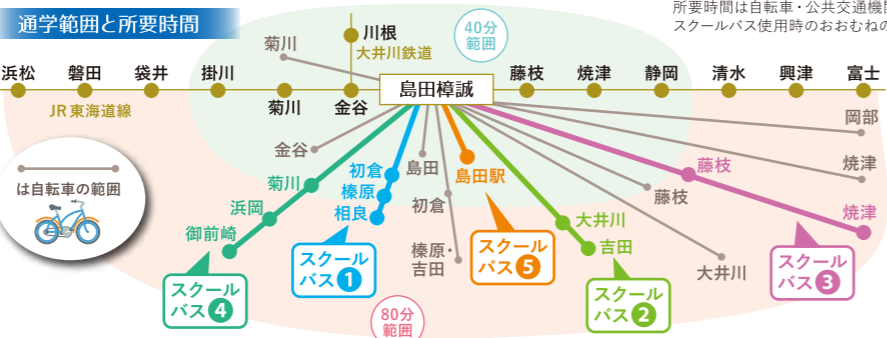 通学範囲と所要時間
所要時間は自転車・公共交通機関
スクールバス使用時のおおむねの
40分
範囲
川根
大井川鉄道
菊川
浜松
磐田
袋井
掛川
菊川
金谷
島田樟誠
藤枝
焼津
静岡
清水
興津
富士
JR東海道線
は自転車の範囲
金谷
島田
初倉
榛原・
吉田
藤枝
大井川
岡部
焼津
菊川
浜岡
御前崎
スクール
バス4
初倉
榛原
相良
スクール
バス1
島田駅
スクール
バス5
大井川
吉田
スクール
バス2
藤枝
焼津
スクール
バス3
80分
範囲